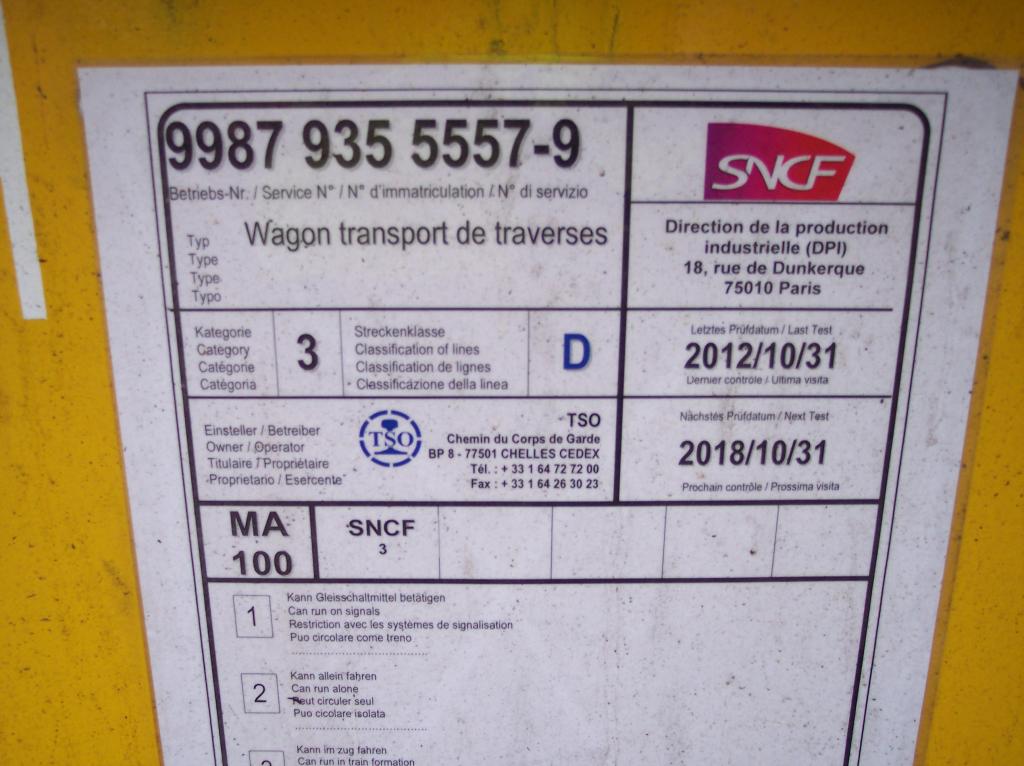 9987 935 5557-9
Betriebs-Nr. / Service N° / N° d'immatriculation / N° di servizio
Typ
Type
Type
Typo
Wagon transport de traverses
SNCF
Direction de la production
industrielle (DPI)
18, rue de Dunkerque
75010 Paris
Kategorie
Category
Catégorie
Catégoria
3
Streckenklasse
Classification of lines
Classification de lignes
Classificazione della linea
D
Letztes Prüfdatum / Last Test
2012/10/31
Dernier contrôle / Ultima visita
Einsteller / Betreiber
Owner / Operator
Titulaire / Propriétaire
Proprietario / Esercente
TSO
TSO
Chemin du Corps de Garde
BP 8 - 77501 CHELLES CEDEX
Tél. : + 33 1 64 72 72 00
Fax : + 33 1 64 26 30 23
Nächstes Prüfdatum / Next Test
2018/10/31
Prochain contrôle / Prossima visita
MA
100
SNCF
3
1
Kann Gleisschaltmittel betätigen
Can run on signals
Restriction avec les systèmes de signalisation
Puo circolare come treno
2
Kann allein fahren
Can run alone
Peut circuler seul
Puo cicolare isolata
Kann im zug fahren
Can run in train formation